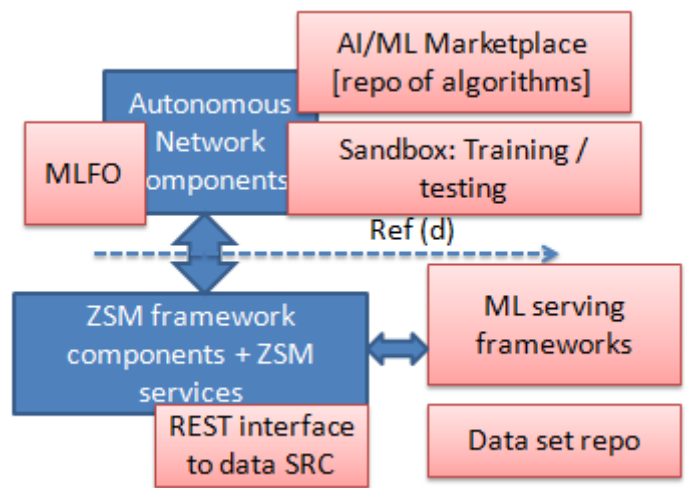 AI/ML Marketplace
[repo of algorithms]
Autonomous
Network
omponents
MLFO
Sandbox: Training /
testing
Ref (d)
ZSM framework
components + ZSM
services
ML serving
frameworks
REST interface
to data SRC
Data set repo